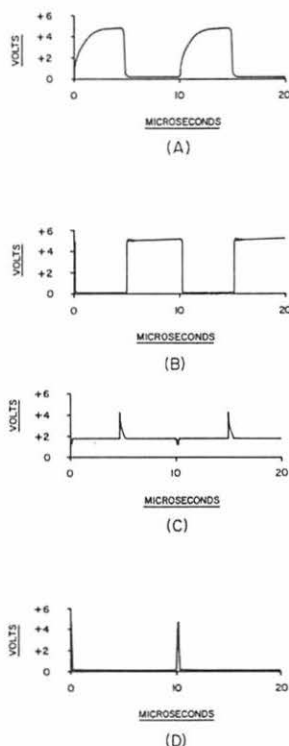 VOLTS
+6
+4
+2
0
0 10 20
MICROSECONDS
(A)
VOLTS
+6
+4
+2
0
0 10 20
MICROSECONDS
(B)
VOLTS
+6
+4
+2
0
0 10 20
MICROSECONDS
(C)
VOLTS
+6
+4
+2
0
0 10 20
MICROSECONDS
(D)